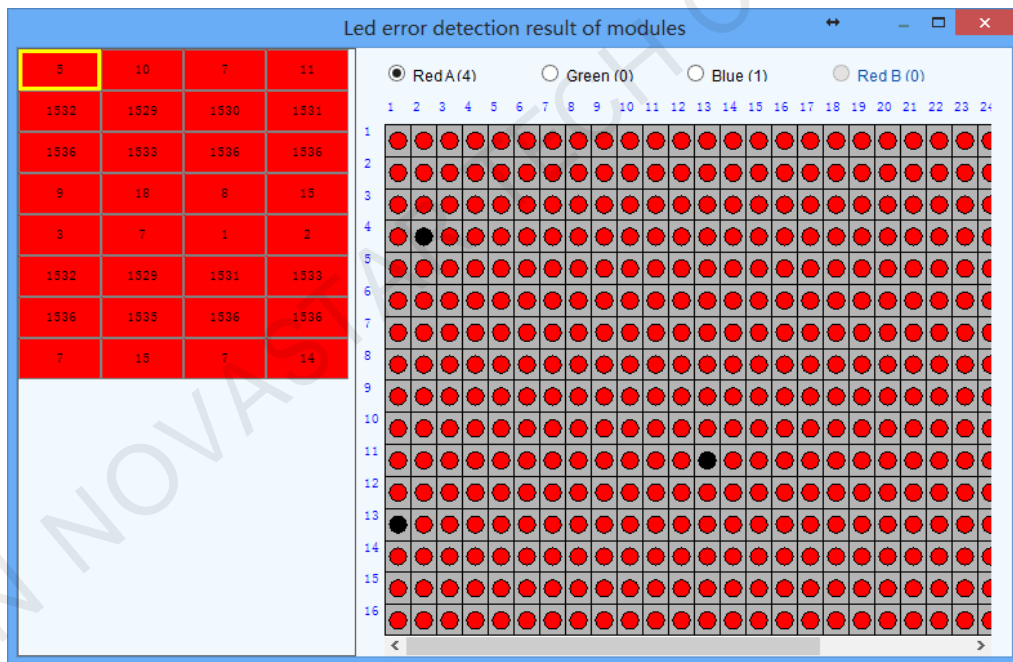 Led error detection result of modules
5 10 7 11
1532 1529 1530 1531
1536 1533 1536 1536
9 18 8 15
3 7 1 2
1532 1529 1531 1533
1536 1535 1536 1536
7 15 7 14
Red A (4) Green (0) Blue (1) Red B (0)
1 2 3 4 5 6 7 8 9 10 11 12 13 14 15 16 17 18 19 20 21 22 23 24
1
2
3
4
5
6
7
8
9
10
11
12
13
14
15
16
N NOVASTAR TECH